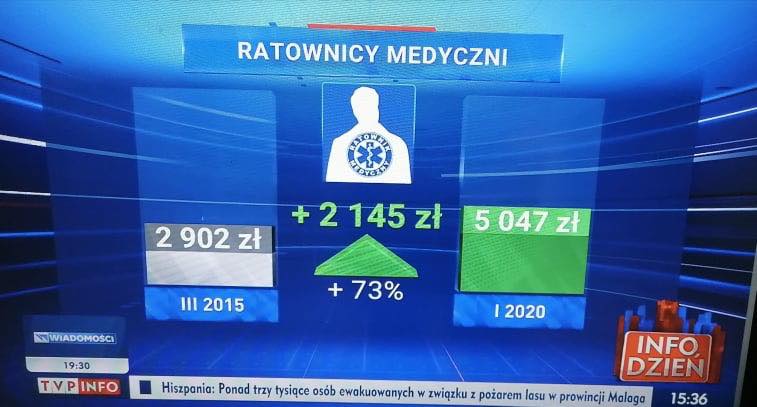 RATOWNICY MEDYCZNI
RATOWNIK
MEDYCZNY
+ 2 145 zł
2 902 zł
5 047 zł
+ 73%
III 2015
I 2020
WIADOMOŚCI
19:30
INFO
DZIEŃ
TVP INFO
Hiszpania: Ponad trzy tysiące osób ewakuowanych w związku z pożarem lasu w prowincji Malaga
15:36